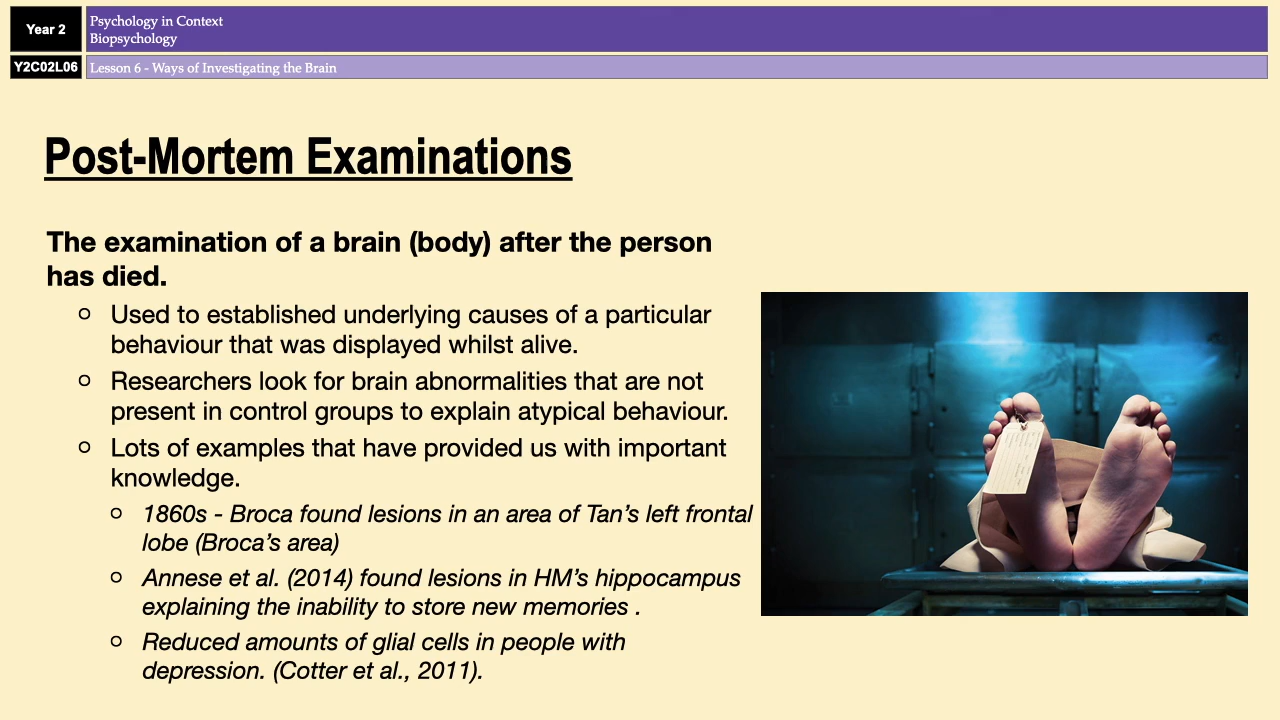 Year 2
Psychology in Context
Biopsychology
Y2C02L06
Lesson 6 - Ways of Investigating the Brain
Post-Mortem Examinations
The examination of a brain (body) after the person
has died.
Used to established underlying causes of a particular
behaviour that was displayed whilst alive.
Researchers look for brain abnormalities that are not
present in control groups to explain atypical behaviour.
Lots of examples that have provided us with important
knowledge.
1860s - Broca found lesions in an area of Tan’s left frontal
lobe (Broca’s area)
Annese et al. (2014) found lesions in HM’s hippocampus
explaining the inability to store new memories .
Reduced amounts of glial cells in people with
depression. (Cotter et al., 2011).